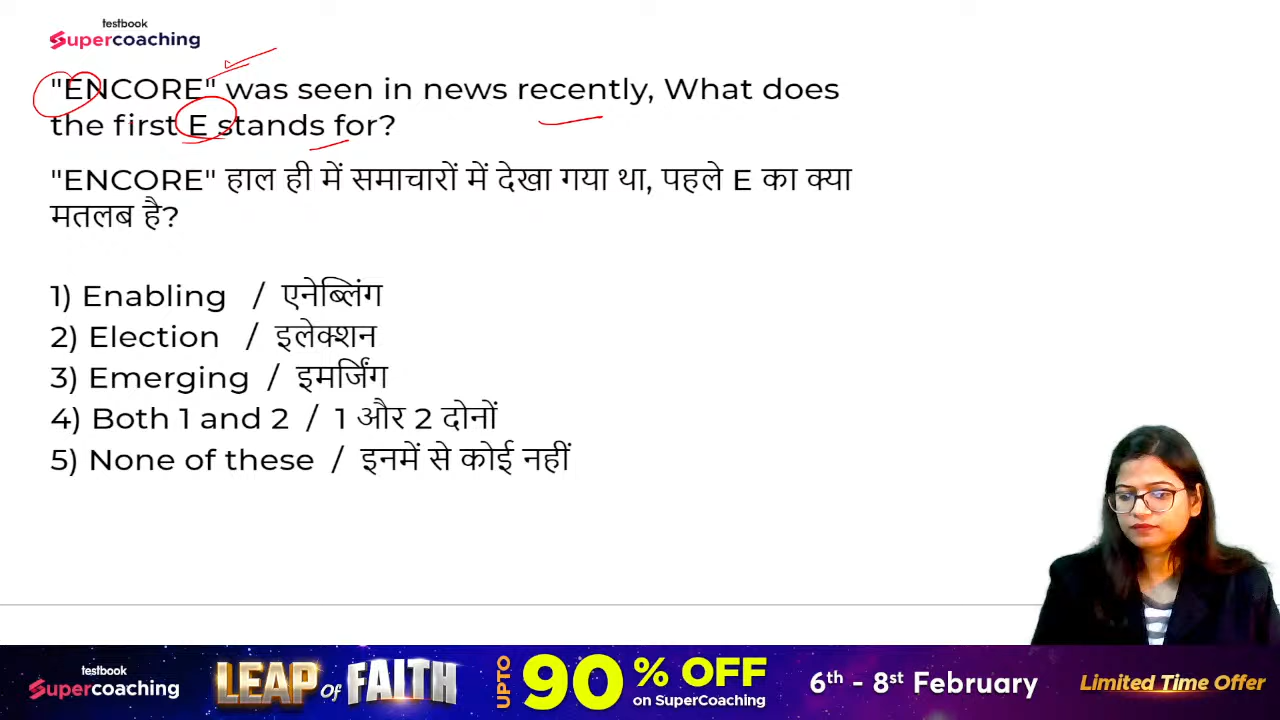 testbook
Supercoaching
"ENCORE" was seen in news recently, What does
the first E stands for?
"ENCORE" हाल ही में समाचारों में देखा गया था, पहले E का क्या
मतलब है?
1) Enabling / एनेब्लिंग
2) Election / इलेक्शन
3) Emerging / इमर्जिंग
4) Both 1 and 2 / 1 और 2 दोनों
5) None of these / इनमें से कोई नहीं
testbook
Supercoaching
LEAP Of FAITH
UPTO 90% OFF
on SuperCoaching
6th - 8st February
Limited Time Offer